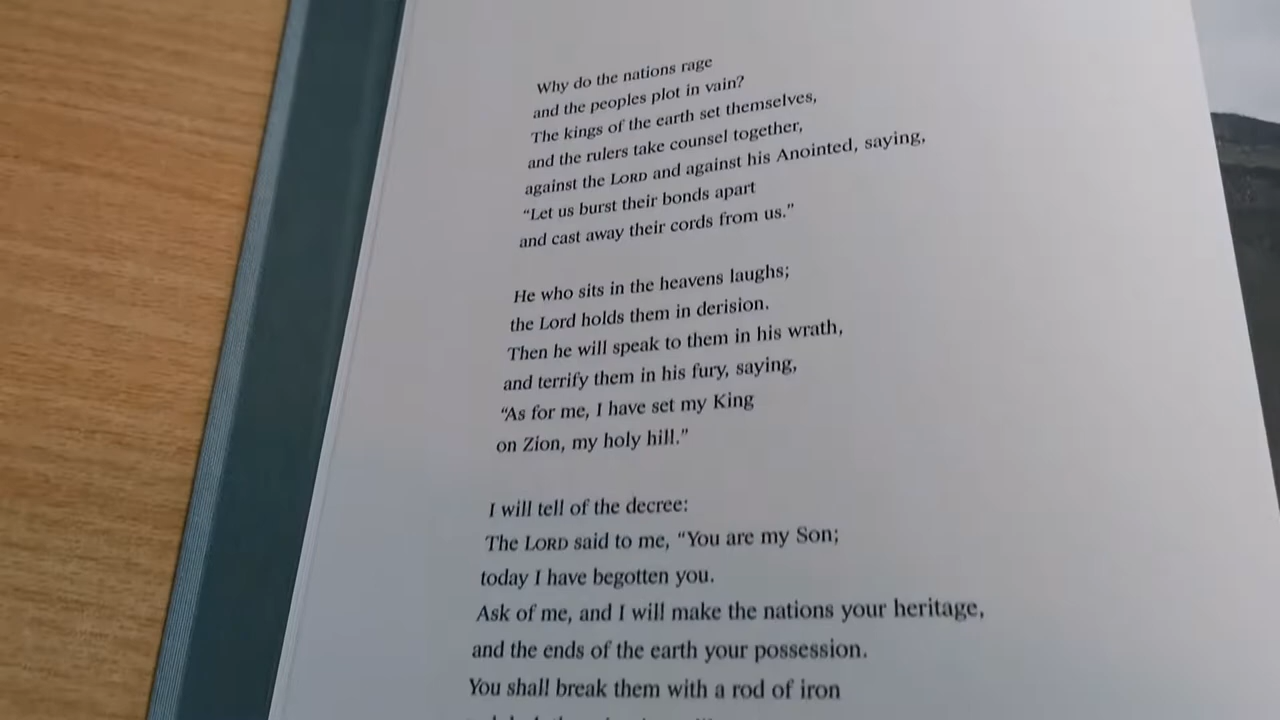 Why do the nations rage
and the peoples plot in vain?
The kings of the earth set themselves,
and the rulers take counsel together,
against the LORD and against his Anointed, saying,
“Let us burst their bonds apart
and cast away their cords from us.”
He who sits in the heavens laughs;
the Lord holds them in derision.
Then he will speak to them in his wrath,
and terrify them in his fury, saying,
“As for me, I have set my King
on Zion, my holy hill.”
I will tell of the decree:
The LORD said to me, “You are my Son;
today I have begotten you.
Ask of me, and I will make the nations your heritage,
and the ends of the earth your possession.
You shall break them with a rod of iron